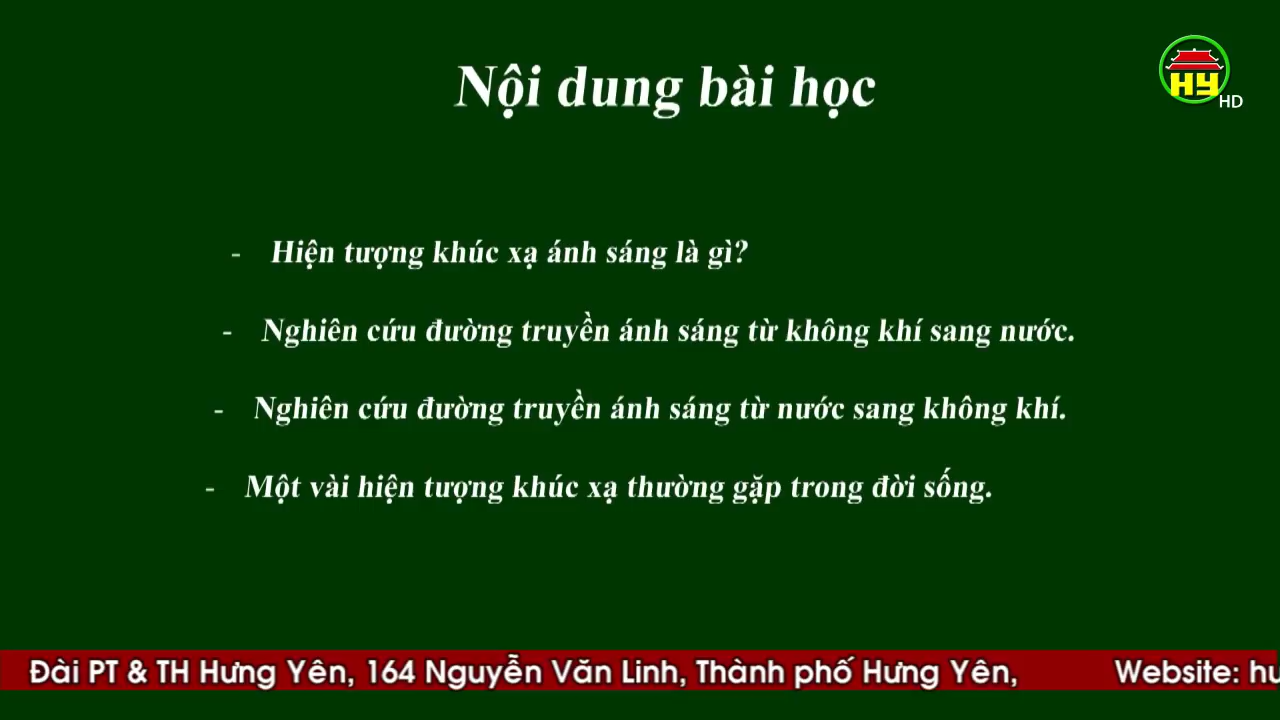 Nội dung bài học
HY
HD
- Hiện tượng khúc xạ ánh sáng là gì?
- Nghiên cứu đường truyền ánh sáng từ không khí sang nước.
- Nghiên cứu đường truyền ánh sáng từ nước sang không khí.
- Một vài hiện tượng khúc xạ thường gặp trong đời sống.
Đài PT & TH Hưng Yên, 164 Nguyễn Văn Linh, Thành phố Hưng Yên, Website: hu